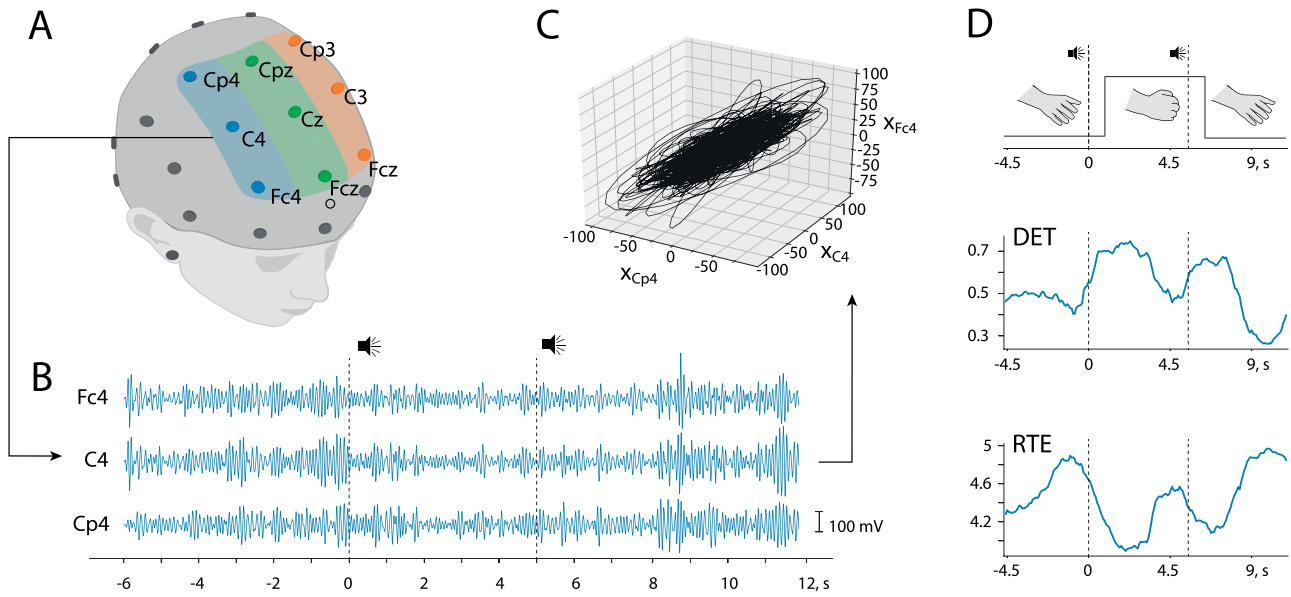 A
Cp3
Cpz
Cp4
C3
Cz
C4
Fcz
Fcz
Fc4
B
Fc4
C4
Cp4
100 mV
-6 -4 -2 0 2 4 6 8 10 12, s
C
100
75
50
25
0
-25
-50
-75
xFc4
100
50
0
-50
-100
xC4
-100 -50 0 -50
xCp4
D
-4.5 0 4.5 9, s
DET
0.7
0.5
0.3
-4.5 0 4.5 9, s
RTE
5
4.6
4.2
-4.5 0 4.5 9, s